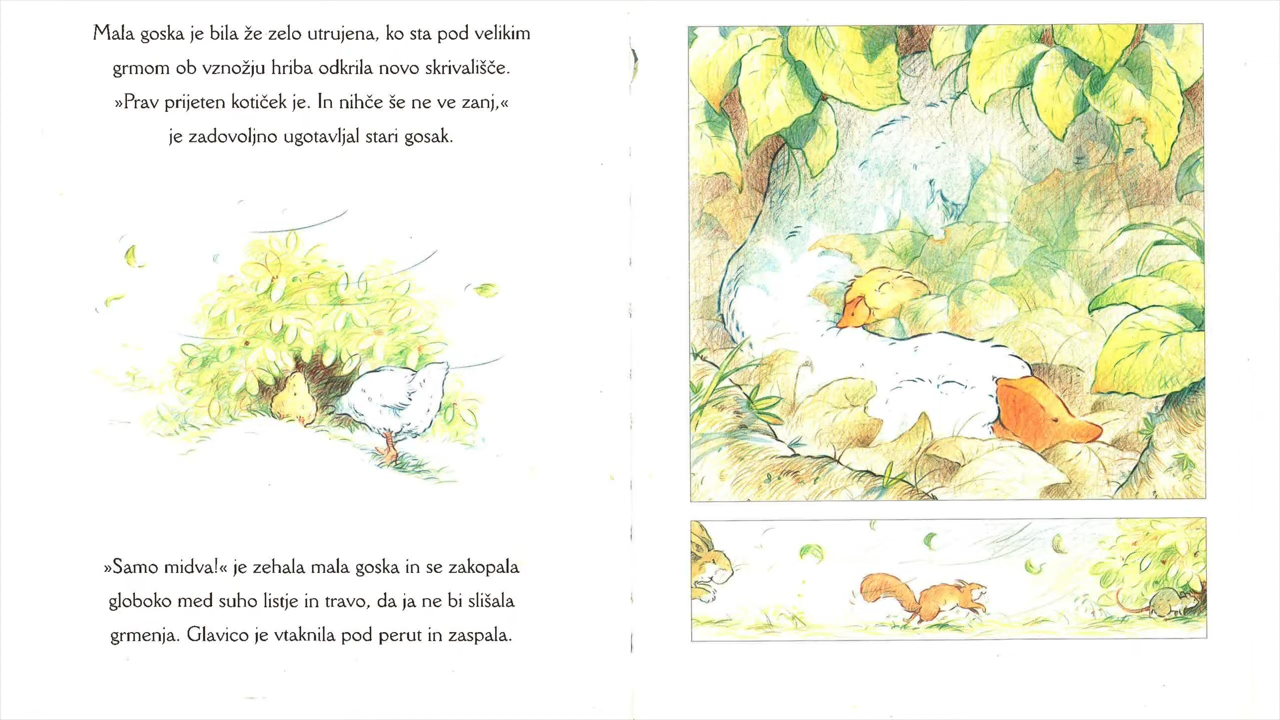 Mala goska je bila že zelo utrujena, ko sta pod velikim
grmom ob vznožju hriba odkrila novo skrivališče.
»Prav prijeten kotiček je. In nihče še ne ve zanj,«
je zadovoljno ugotavljal stari gosak.
»Samo midva!« je zehala mala goska in se zakopala
globoko med suho listje in travo, da ja ne bi slišala
grmenja. Glavico je vtaknila pod perut in zaspala.